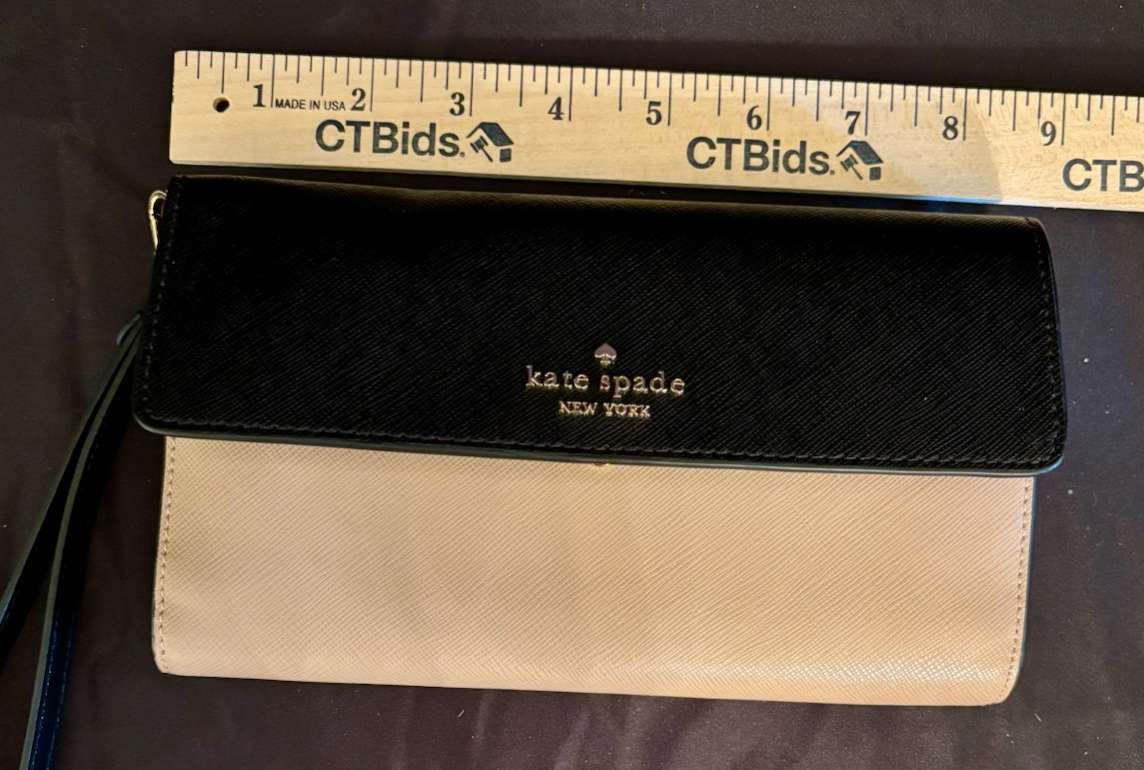 1 MADE IN USA 2 3 4 5 6 7 8 9
CTBids. CTBids. CTB
kate spade
NEW YORK